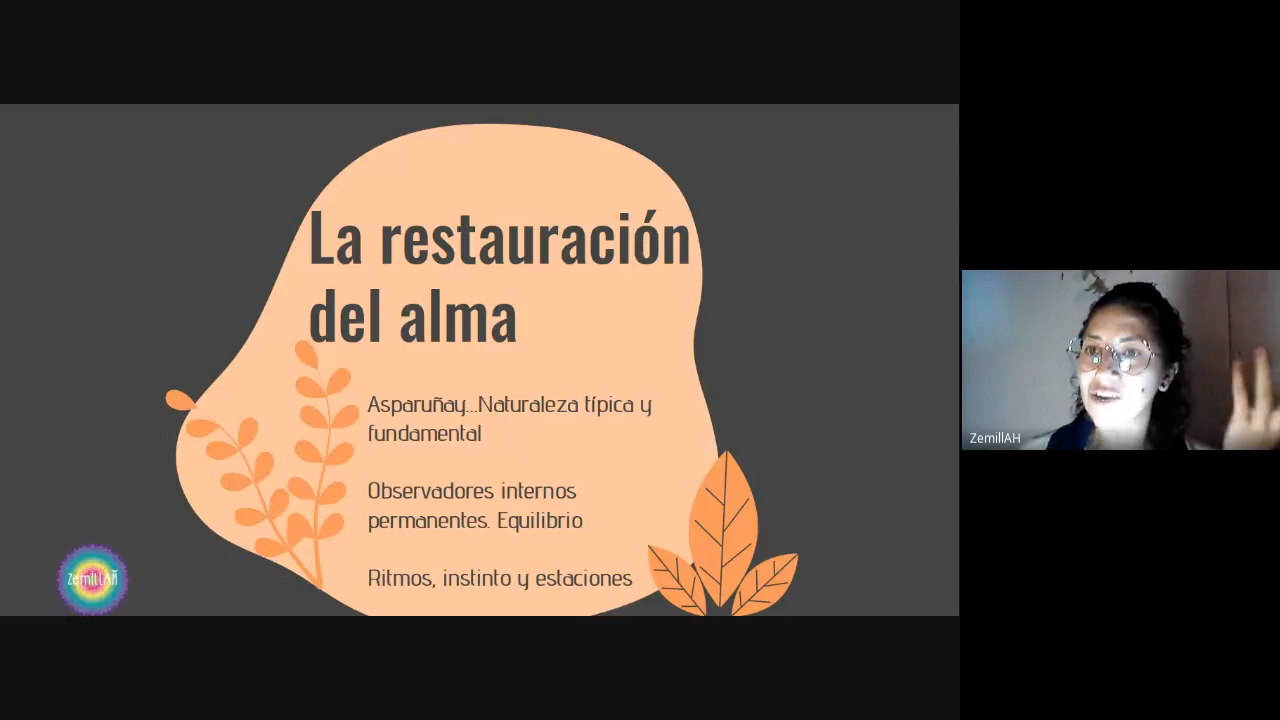 La restauración
del alma
Asparuñay...Naturaleza típica y
fundamental
Observadores internos
permanentes. Equilibrio
Ritmos, instinto y estaciones
ZemillAH
ZemillAÑ